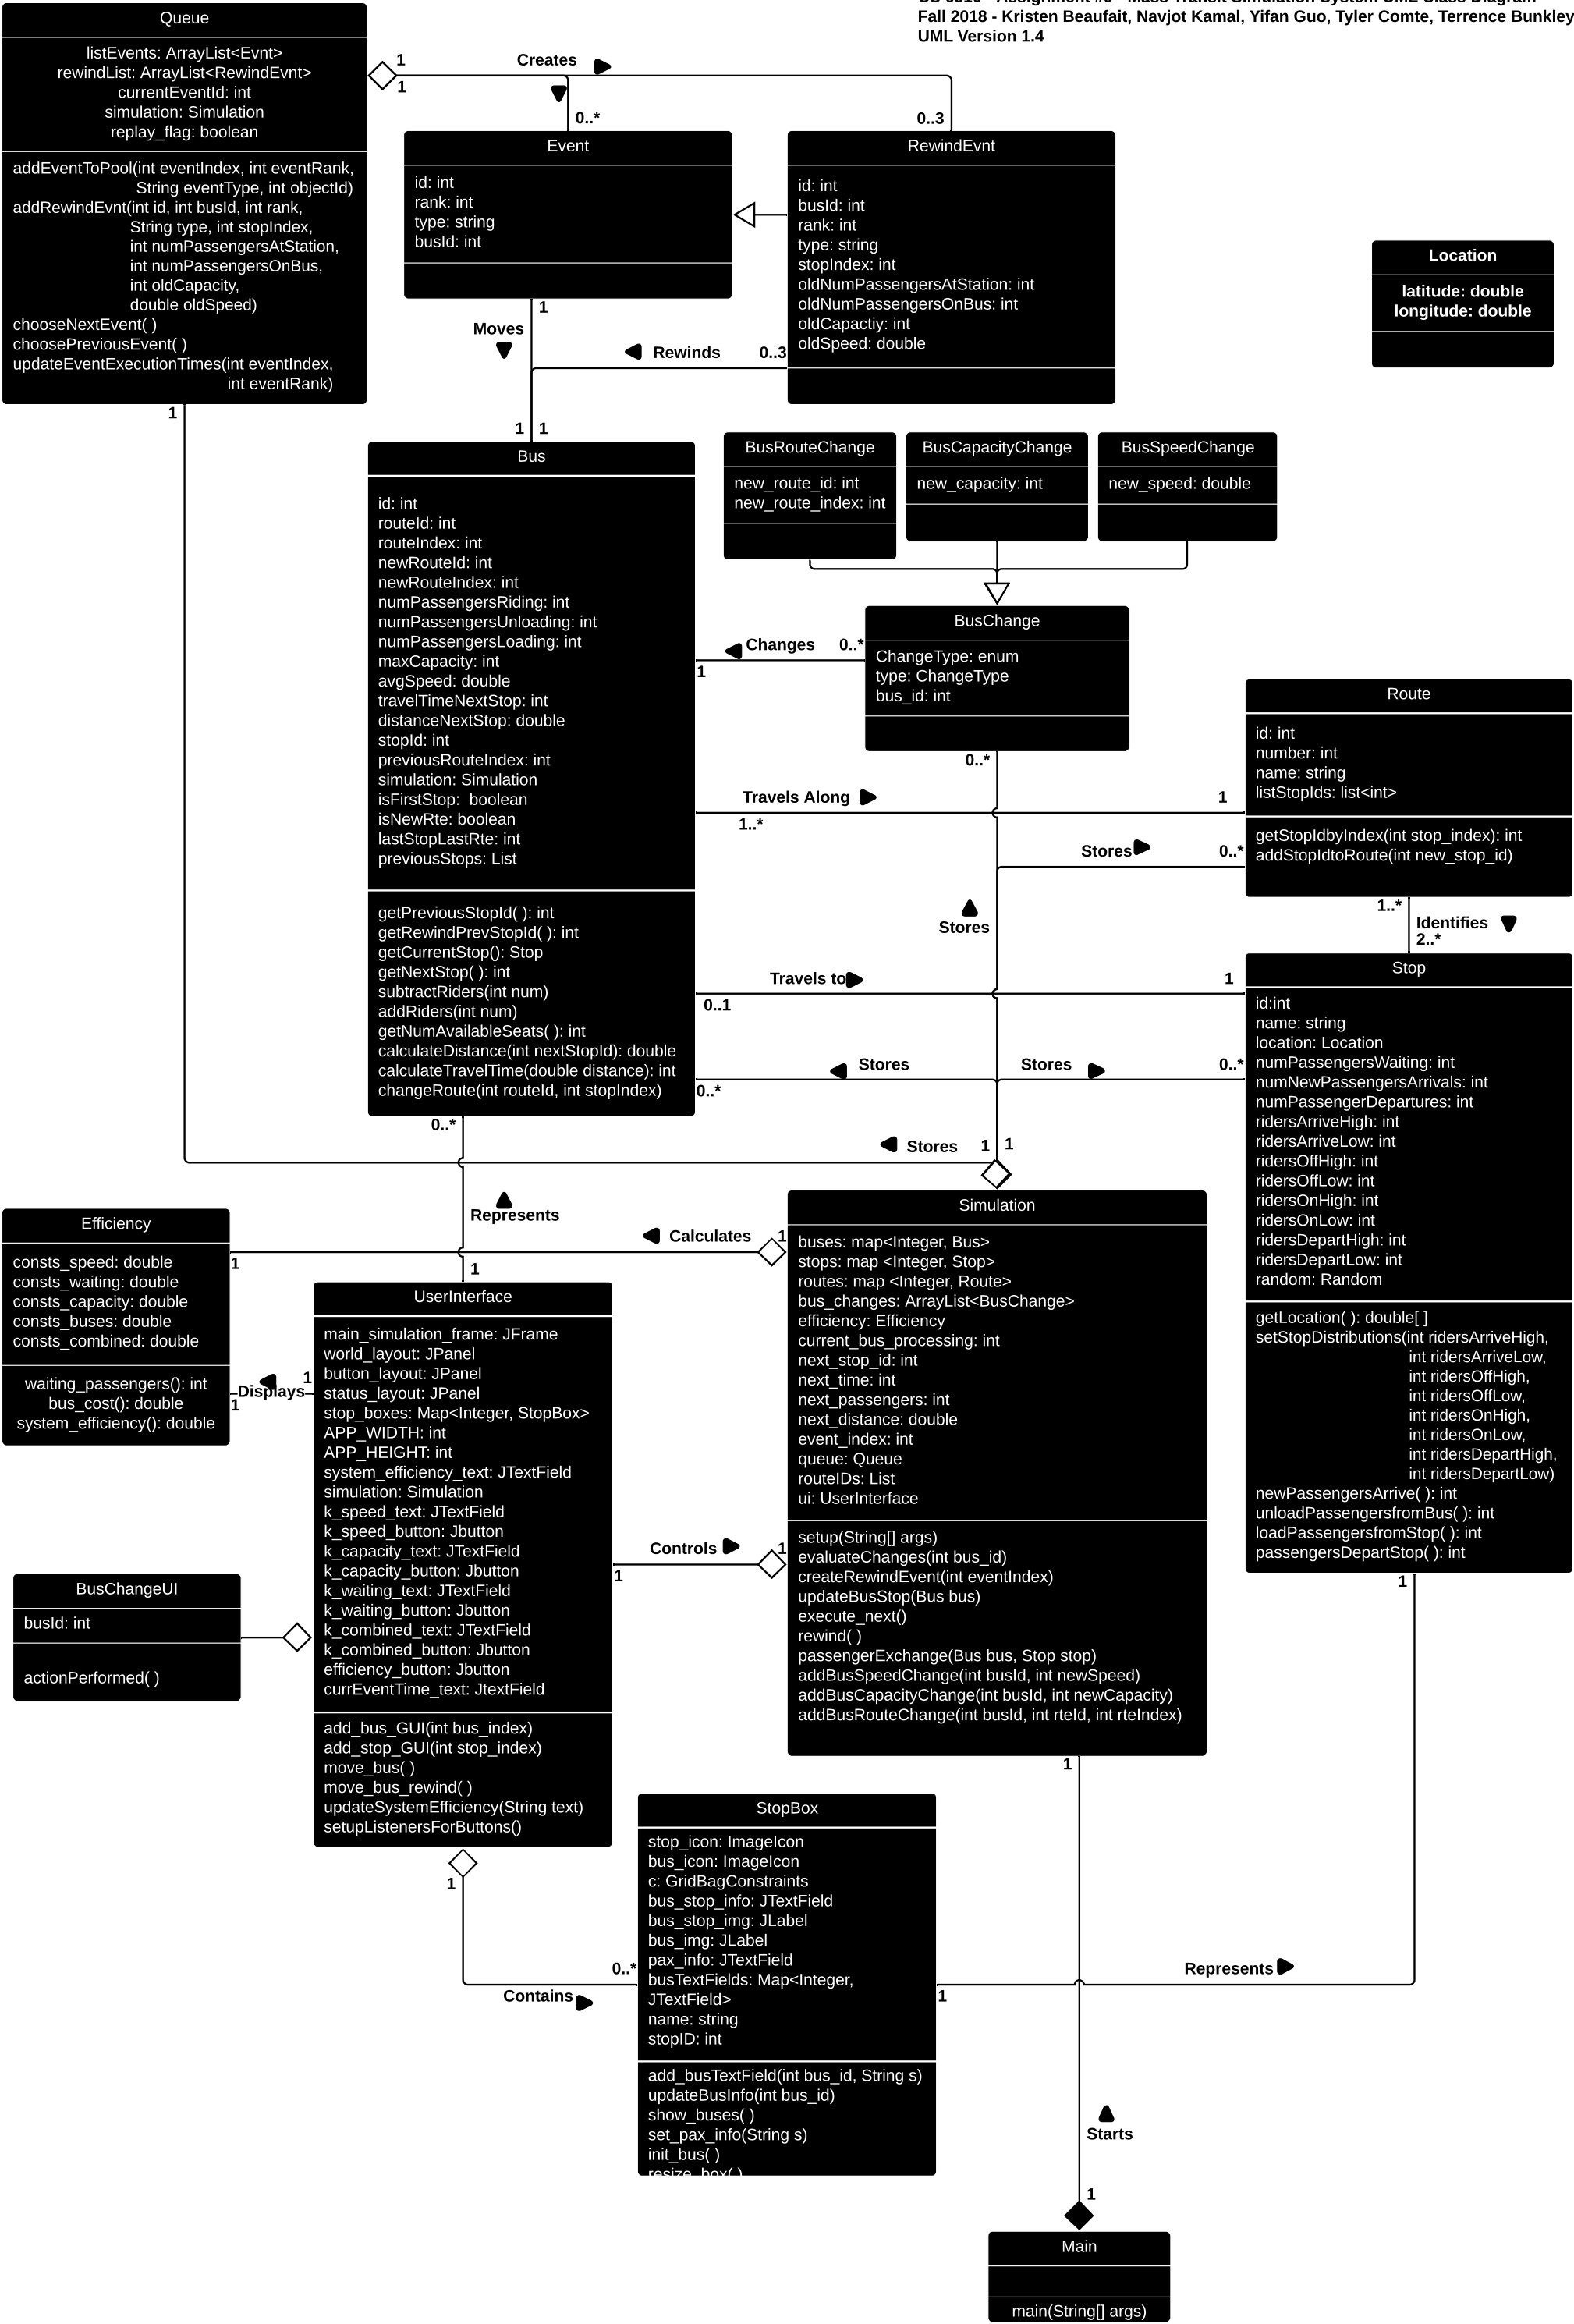 CS 6310 - Assignment #6 - Mass Transit Simulation System UML Class Diagram
Fall 2018 - Kristen Beaufait, Navjot Kamal, Yifan Guo, Tyler Comte, Terrence Bunkley
UML Version 1.4
Queue
listEvents: ArrayList<Evnt>
rewindList: ArrayList<RewindEvnt>
currentEventId: int
simulation: Simulation
replay_flag: boolean
addEventToPool(int eventIndex, int eventRank,
String eventType, int objectId)
addRewindEvnt(int id, int busId, int rank,
String type, int stopIndex,
int numPassengersAtStation,
int numPassengersOnBus,
int oldCapacity,
double oldSpeed)
chooseNextEvent( )
choosePreviousEvent( )
updateEventExecutionTimes(int eventIndex,
int eventRank)
1
1
Creates
0..*
0..3
1
Event
id: int
rank: int
type: string
busId: int
RewindEvnt
id: int
busId: int
rank: int
type: string
stopIndex: int
oldNumPassengersAtStation: int
oldNumPassengersOnBus: int
oldCapactiy: int
oldSpeed: double
Location
latitude: double
longitude: double
1
Moves
Rewinds
0..3
1
1
Bus
id: int
routeId: int
routeIndex: int
newRouteId: int
newRouteIndex: int
numPassengersRiding: int
numPassengersUnloading: int
numPassengersLoading: int
maxCapacity: int
avgSpeed: double
travelTimeNextStop: int
distanceNextStop: double
stopId: int
previousRouteIndex: int
simulation: Simulation
isFirstStop:  boolean
isNewRte: boolean
lastStopLastRte: int
previousStops: List
getPreviousStopId( ): int
getRewindPrevStopId( ): int
getCurrentStop(): Stop
getNextStop( ): int
subtractRiders(int num)
addRiders(int num)
getNumAvailableSeats( ): int
calculateDistance(int nextStopId): double
calculateTravelTime(double distance): int
changeRoute(int routeId, int stopIndex)
BusRouteChange
new_route_id: int
new_route_index: int
BusCapacityChange
new_capacity: int
BusSpeedChange
new_speed: double
BusChange
ChangeType: enum
type: ChangeType
bus_id: int
Changes
0..*
1
0..*
Travels Along
1..*
1
Stores
0..*
Stores
Travels to
0..1
1
Stores
0..*
Stores
0..*
Stores
1
1
Route
id: int
number: int
name: string
listStopIds: list<int>
getStopIdbyIndex(int stop_index): int
addStopIdtoRoute(int new_stop_id)
1..*
Identifies
2..*
Stop
id:int
name: string
location: Location
numPassengersWaiting: int
numNewPassengersArrivals: int
numPassengerDepartures: int
ridersArriveHigh: int
ridersArriveLow: int
ridersOffHigh: int
ridersOffLow: int
ridersOnHigh: int
ridersOnLow: int
ridersDepartHigh: int
ridersDepartLow: int
random: Random
getLocation( ): double[ ]
setStopDistributions(int ridersArriveHigh,
int ridersArriveLow,
int ridersOffHigh,
int ridersOffLow,
int ridersOnHigh,
int ridersOnLow,
int ridersDepartHigh,
int ridersDepartLow)
newPassengersArrive( ): int
unloadPassengersfromBus( ): int
loadPassengersfromStop( ): int
passengersDepartStop( ): int
1
0..*
Represents
1
Efficiency
consts_speed: double
consts_waiting: double
consts_capacity: double
consts_buses: double
consts_combined: double
waiting_passengers(): int
bus_cost(): double
system_efficiency(): double
Calculates
1
1
Displays
1
1
UserInterface
main_simulation_frame: JFrame
world_layout: JPanel
button_layout: JPanel
status_layout: JPanel
stop_boxes: Map<Integer, StopBox>
APP_WIDTH: int
APP_HEIGHT: int
system_efficiency_text: JTextField
simulation: Simulation
k_speed_text: JTextField
k_speed_button: Jbutton
k_capacity_text: JTextField
k_capacity_button: Jbutton
k_waiting_text: JTextField
k_waiting_button: Jbutton
k_combined_text: JTextField
k_combined_button: Jbutton
efficiency_button: Jbutton
currEventTime_text: JtextField
add_bus_GUI(int bus_index)
add_stop_GUI(int stop_index)
move_bus( )
move_bus_rewind( )
updateSystemEfficiency(String text)
setupListenersForButtons()
Simulation
buses: map<Integer, Bus>
stops: map <Integer, Stop>
routes: map <Integer, Route>
bus_changes: ArrayList<BusChange>
efficiency: Efficiency
current_bus_processing: int
next_stop_id: int
next_time: int
next_passengers: int
next_distance: double
event_index: int
queue: Queue
routeIDs: List
ui: UserInterface
setup(String[] args)
evaluateChanges(int bus_id)
createRewindEvent(int eventIndex)
updateBusStop(Bus bus)
execute_next()
rewind( )
passengerExchange(Bus bus, Stop stop)
addBusSpeedChange(int busId, int newSpeed)
addBusCapacityChange(int busId, int newCapacity)
addBusRouteChange(int busId, int rteId, int rteIndex)
Controls
1
1
BusChangeUI
busId: int
actionPerformed( )
1
0..*
Contains
StopBox
stop_icon: ImageIcon
bus_icon: ImageIcon
c: GridBagConstraints
bus_stop_info: JTextField
bus_stop_img: JLabel
bus_img: JLabel
pax_info: JTextField
busTextFields: Map<Integer,
JTextField>
name: string
stopID: int
add_busTextField(int bus_id, String s)
updateBusInfo(int bus_id)
show_buses( )
set_pax_info(String s)
init_bus( )
resize_box( )
1
Represents
1
Starts
1
Main
main(String[] args)